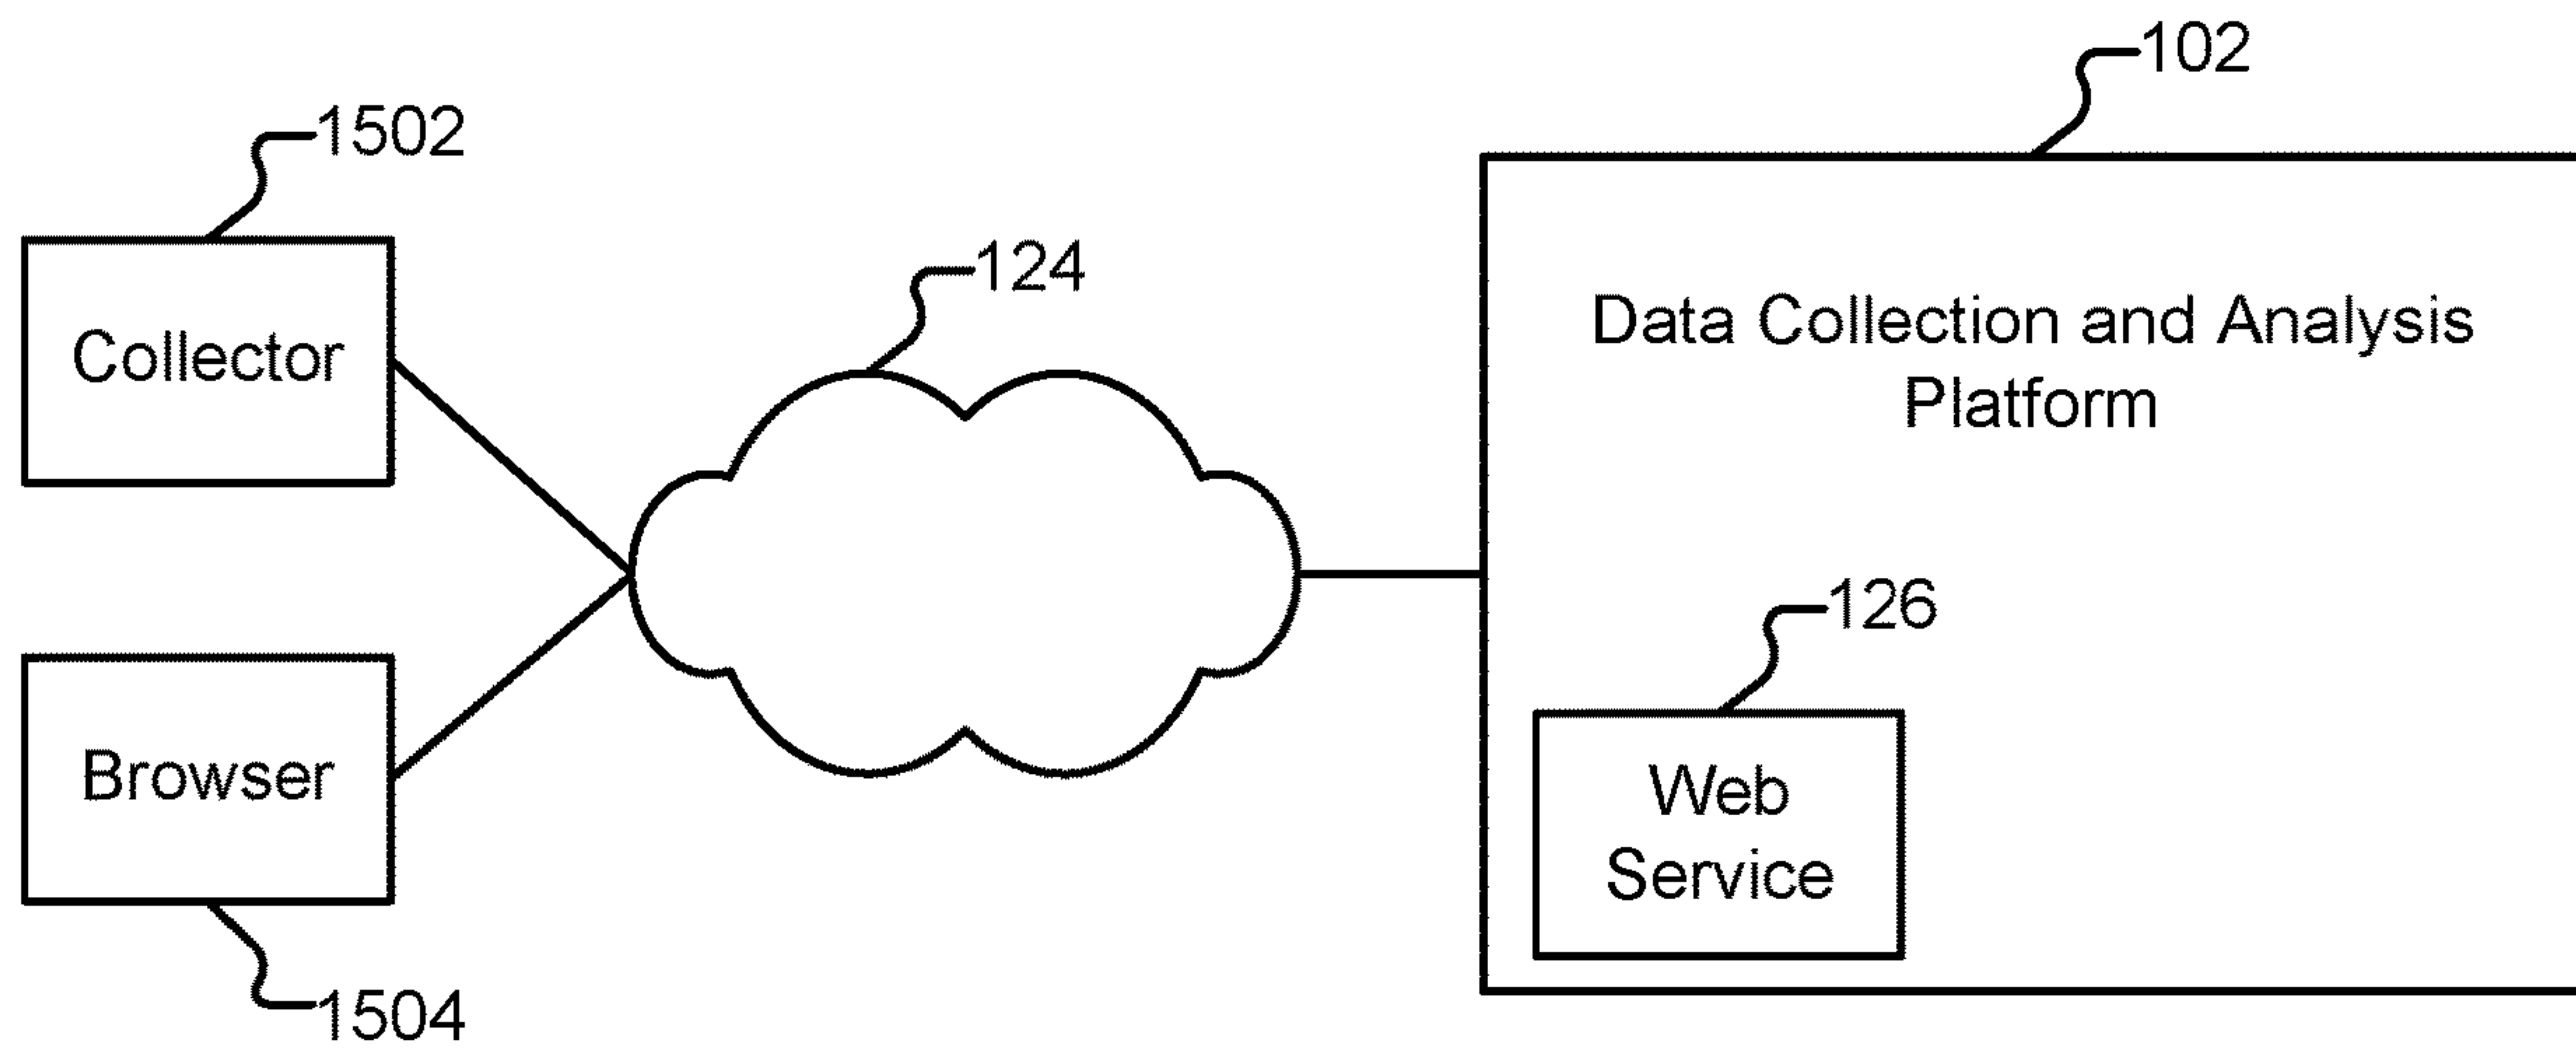 102
1502
124
Collector
Data Collection and Analysis
Platform
126
Browser
Web
Service
1504